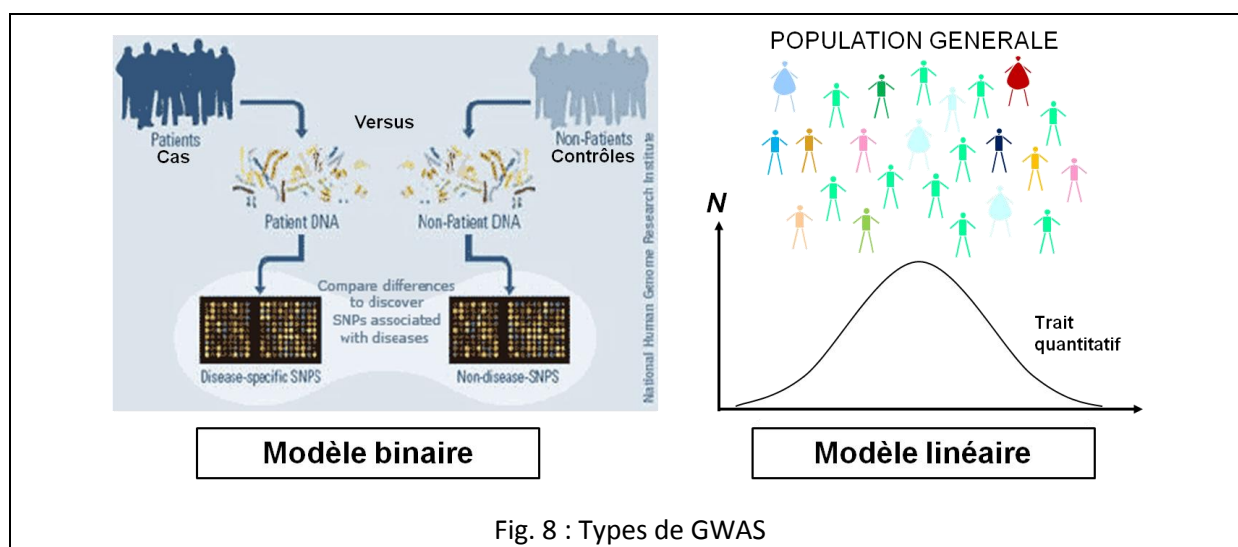 Patients
Cas
Versus
Non-Patients
Contrôles
Patient DNA
Non-Patient DNA
Compare differences
to discover
SNPs associated
with diseases
Disease-specific SNPS
Non-disease-SNPS
National Human Genome Research Institute
Modèle binaire
POPULATION GENERALE
N
Trait
quantitatif
Modèle linéaire
Fig. 8 : Types de GWAS